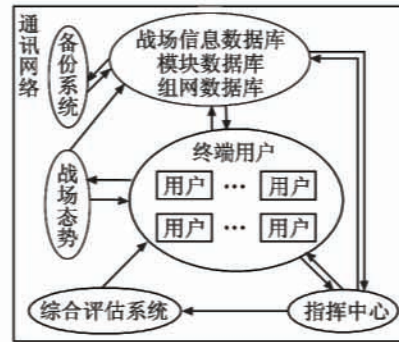 通讯网络
备份系统
战场信息数据库
模块数据库
组网数据库
终端用户
用户 … 用户
用户 … 用户
战场态势
综合评估系统
指挥中心